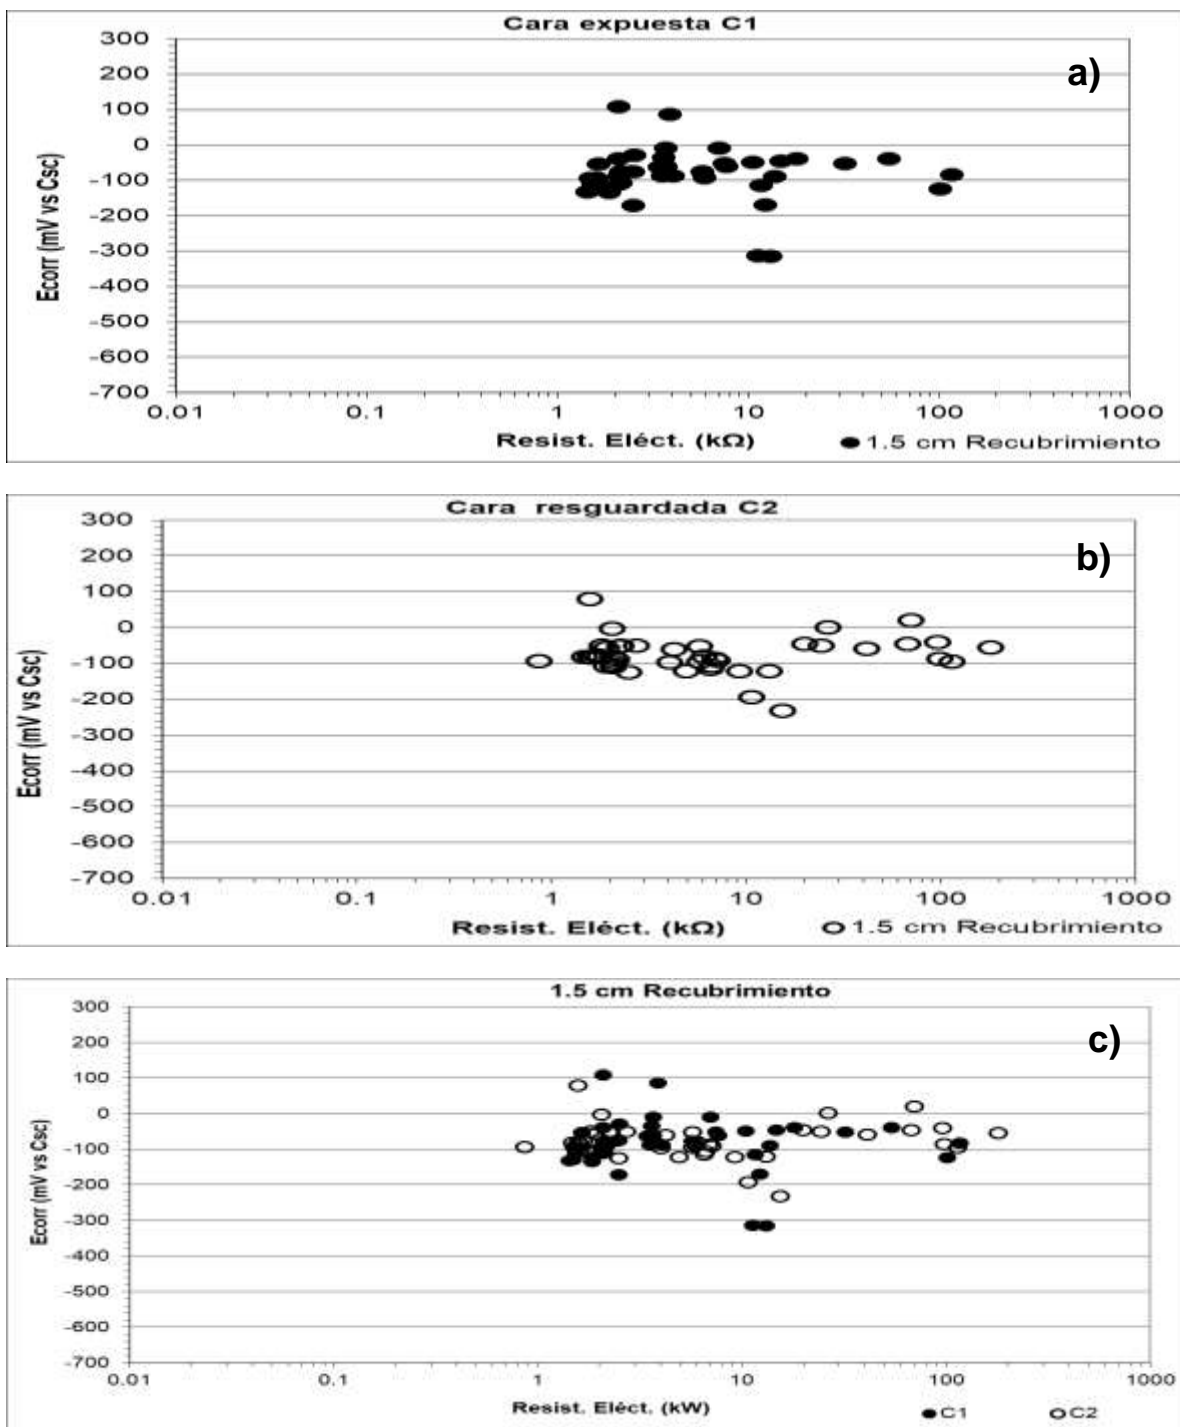 Cara expuesta C1
a)
300
200
100
0
-100
-200
-300
-400
-500
-600
-700
Ecorr (mV vs Csc)
0.01 0.1 1 10 100 1000
Resist. Eléct. (kΩ)
1.5 cm Recubrimiento
Cara resguardada C2
b)
300
200
100
0
-100
-200
-300
-400
-500
-600
-700
Ecorr (mV vs Csc)
0.01 0.1 1 10 100 1000
Resist. Eléct. (kΩ)
1.5 cm Recubrimiento
1.5 cm Recubrimiento
c)
300
200
100
0
-100
-200
-300
-400
-500
-600
-700
Ecorr (mV vs Csc)
0.01 0.1 1 10 100 1000
Resist. Eléct. (kW)
C1 C2